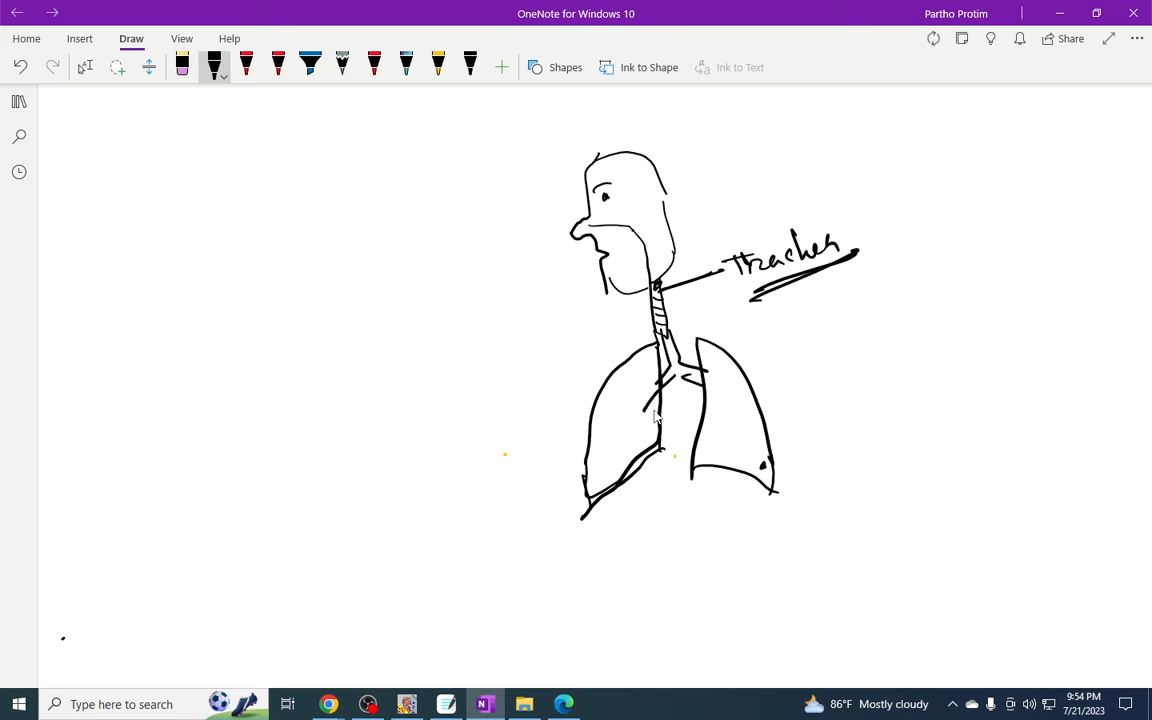 OneNote for Windows 10
Partho Protim
Home Insert Draw View Help
Share
Shapes
Ink to Shape
Ink to Text
Trachea
Type here to search
86°F Mostly cloudy
9:54 PM
7/21/2023